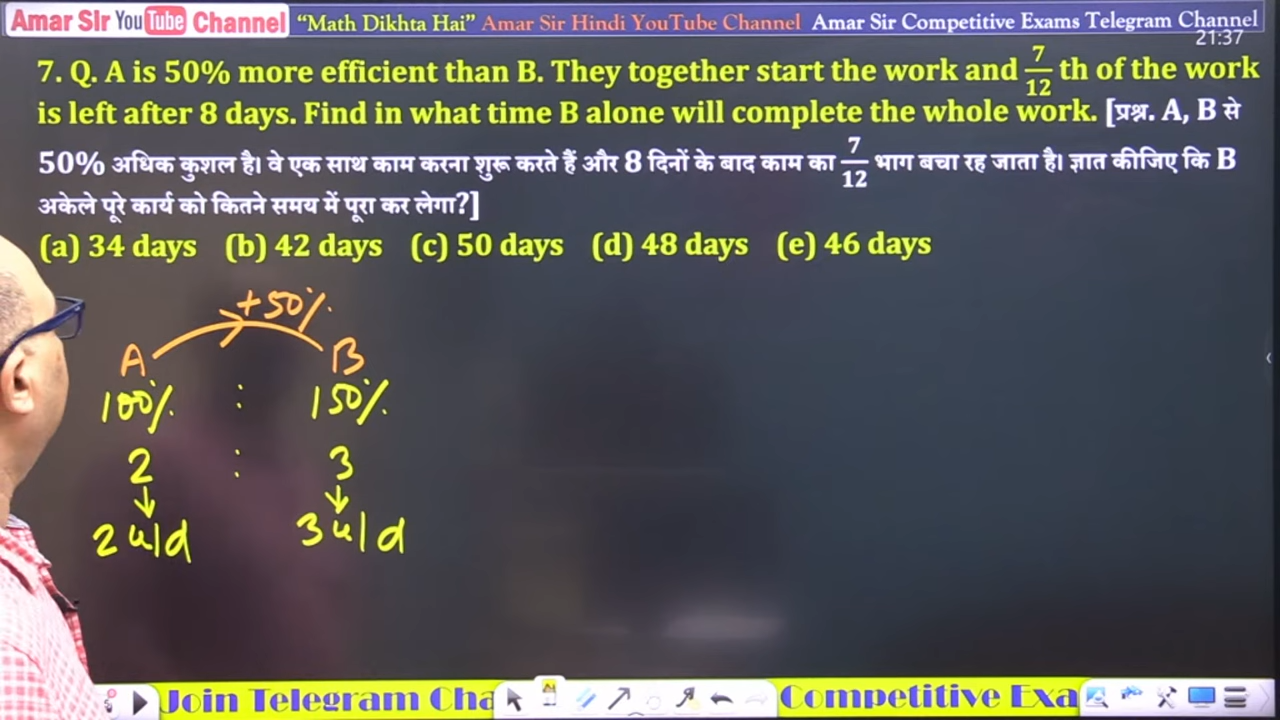 Amar Sir YouTube Channel "Math Dikhta Hai" Amar Sir Hindi YouTube Channel Amar Sir Competitive Exams Telegram Channel
21:37
7. Q. A is 50% more efficient than B. They together start the work and 7/12 th of the work
is left after 8 days. Find in what time B alone will complete the whole work. [प्रश्न. A, B से
50% अधिक कुशल है। वे एक साथ काम करना शुरू करते हैं और 8 दिनों के बाद काम का 7/12 भाग बचा रह जाता है। ज्ञात कीजिए कि B
अकेले पूरे कार्य को कितने समय में पूरा कर लेगा?]
(a) 34 days (b) 42 days (c) 50 days (d) 48 days (e) 46 days
+50%
A B
100% : 150%
2 : 3
2u/d 3u/d
Join Telegram Cha Competitive Exa